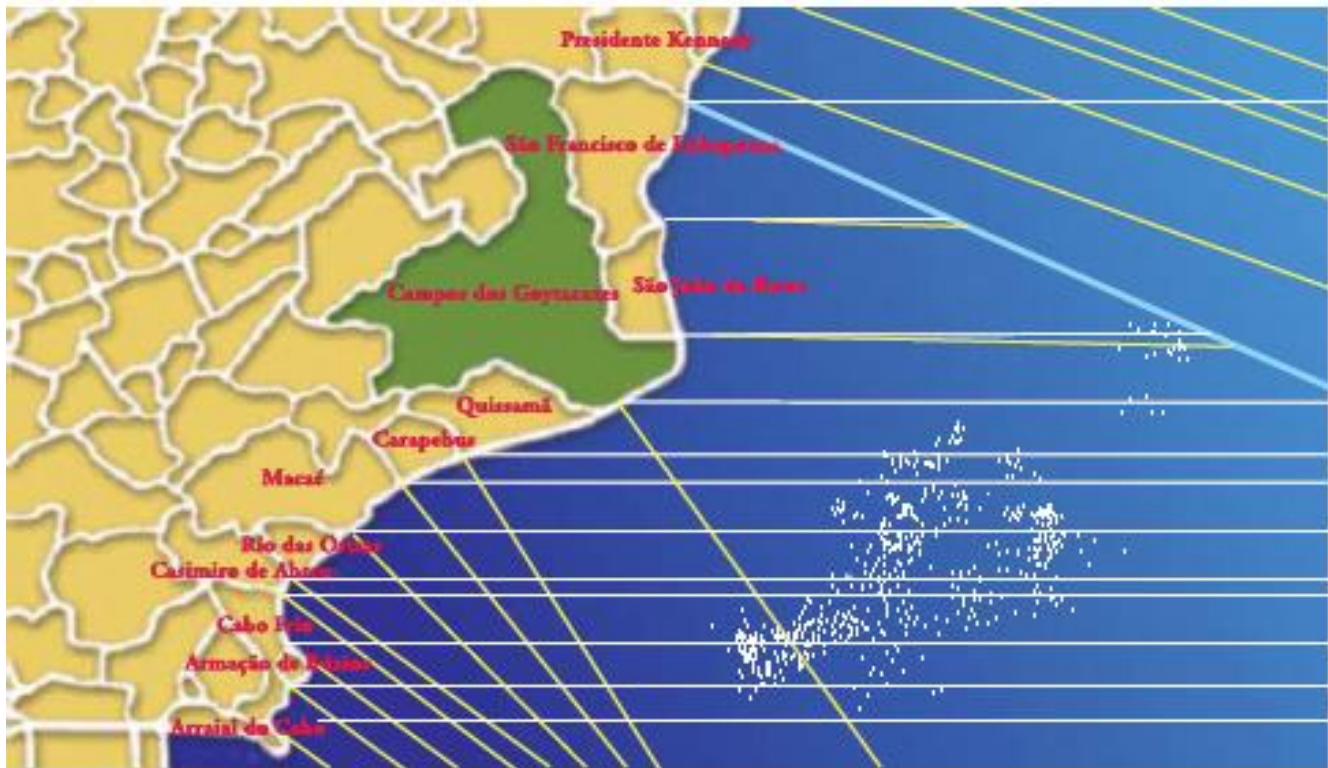 Presidente Kennedy
São Francisco de Itabapoana
Campos dos Goytacazes
São João da Barra
Quissamã
Carapebus
Macaé
Rio das Ostras
Casimiro de Abreu
Cabo Frio
Armação de Búzios
Arraial do Cabo